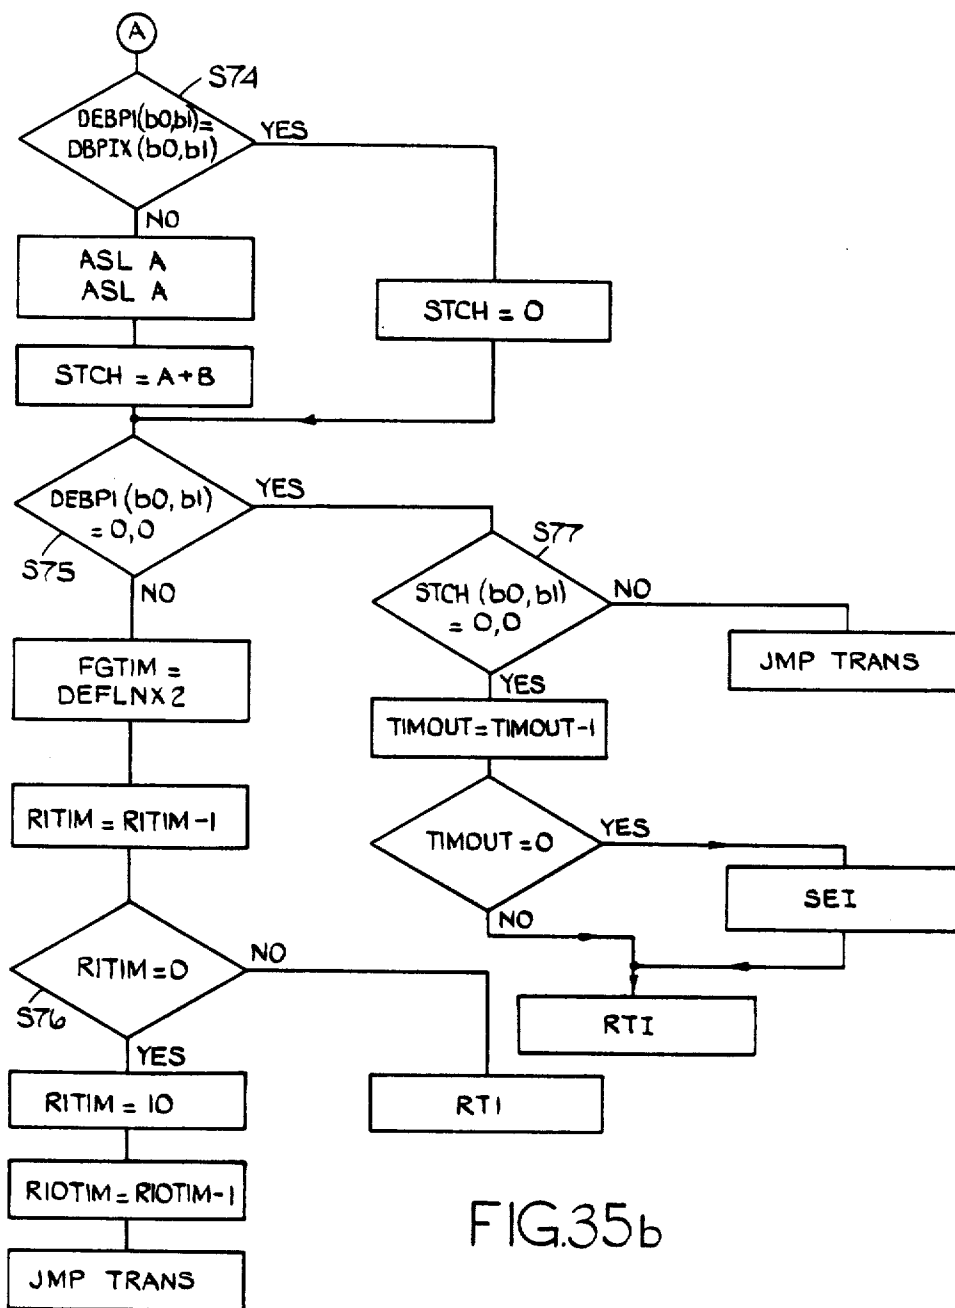 A
S74
DEBPI(b0,b1)=
DBPIX(b0,b1)
YES
NO
ASL A
ASL A
STCH = 0
STCH = A+B
DEBPI(b0,b1)
=0,0
YES
S75
NO
S77
STCH(b0,b1)
=0,0
NO
JMP TRANS
YES
FGTIM =
DEFLNX2
TIMOUT=TIMOUT-1
RITIM=RITIM-1
TIMOUT=0
YES
SEI
NO
RITIM=0
NO
S76
RTI
YES
RITIM=10
RTI
RIOTIM=RIOTIM-1
JMP TRANS
FIG.35b